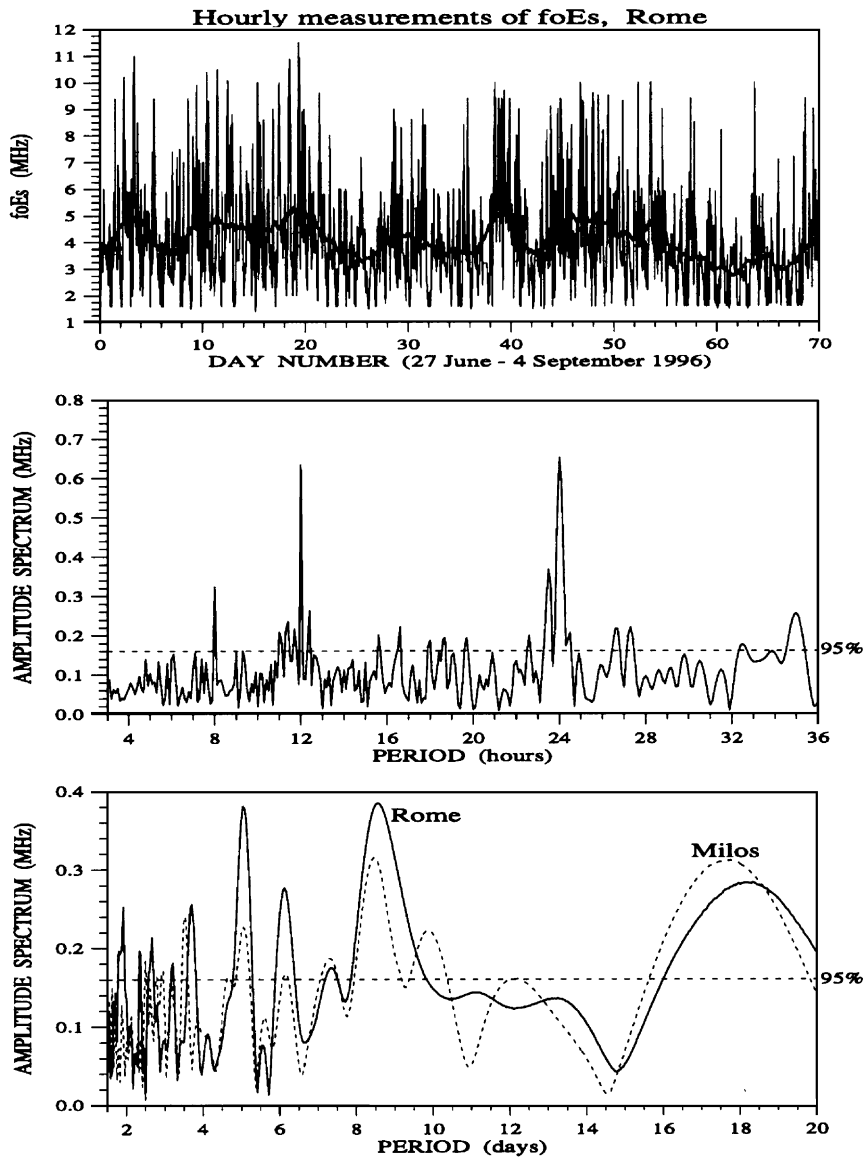 Hourly measurements of foEs, Rome
12
11
10
9
8
7
6
5
4
3
2
1
foEs (MHz)
0 10 20 30 40 50 60 70
DAY NUMBER (27 June - 4 September 1996)
0.8
0.7
0.6
0.5
0.4
0.3
0.2
0.1
0.0
AMPLITUDE SPECTRUM (MHz)
95%
4 8 12 16 20 24 28 32 36
PERIOD (hours)
0.4
0.3
0.2
0.1
0.0
AMPLITUDE SPECTRUM (MHz)
Rome
Milos
95%
2 4 6 8 10 12 14 16 18 20
PERIOD (days)